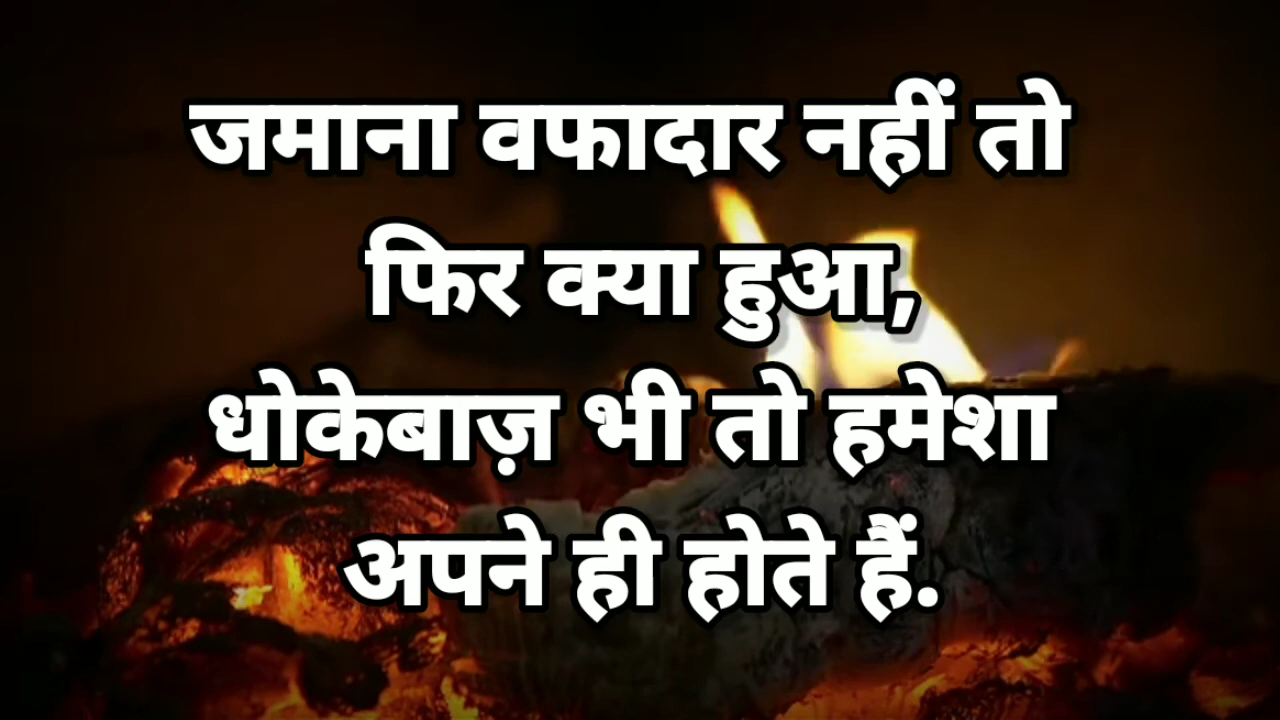 जमाना वफादार नहीं तो
फिर क्या हुआ,
धोकेबाज़ भी तो हमेशा
अपने ही होते हैं.